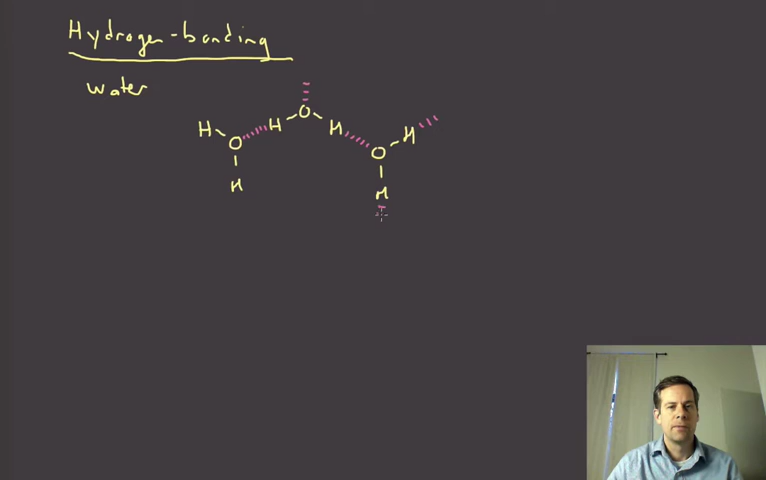 Hydrogen-bonding
water
O
H O H H O H
H H